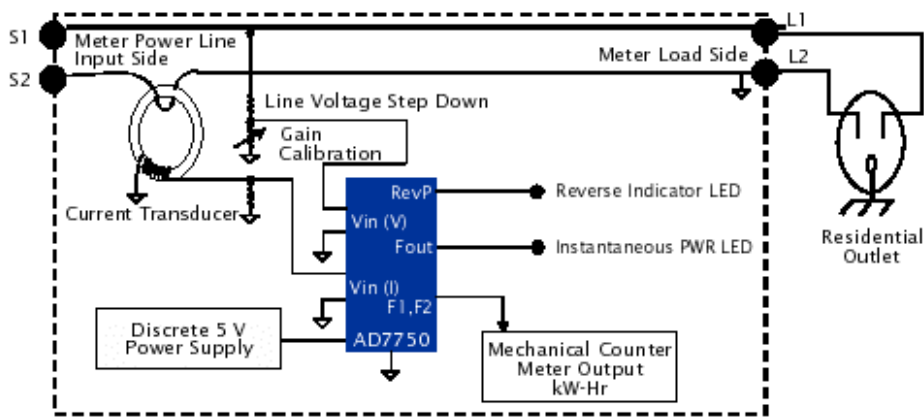 S1
Meter Power Line
Input Side
S2
L1
Meter Load Side
L2
Line Voltage Step Down
Gain
Calibration
Current Transducer
RevP
Reverse Indicator LED
Vin (V)
Fout
Instantaneous PWR LED
Residential
Outlet
Vin (I)
F1,F2
Discrete 5 V
Power Supply
AD7750
Mechanical Counter
Meter Output
kW-Hr